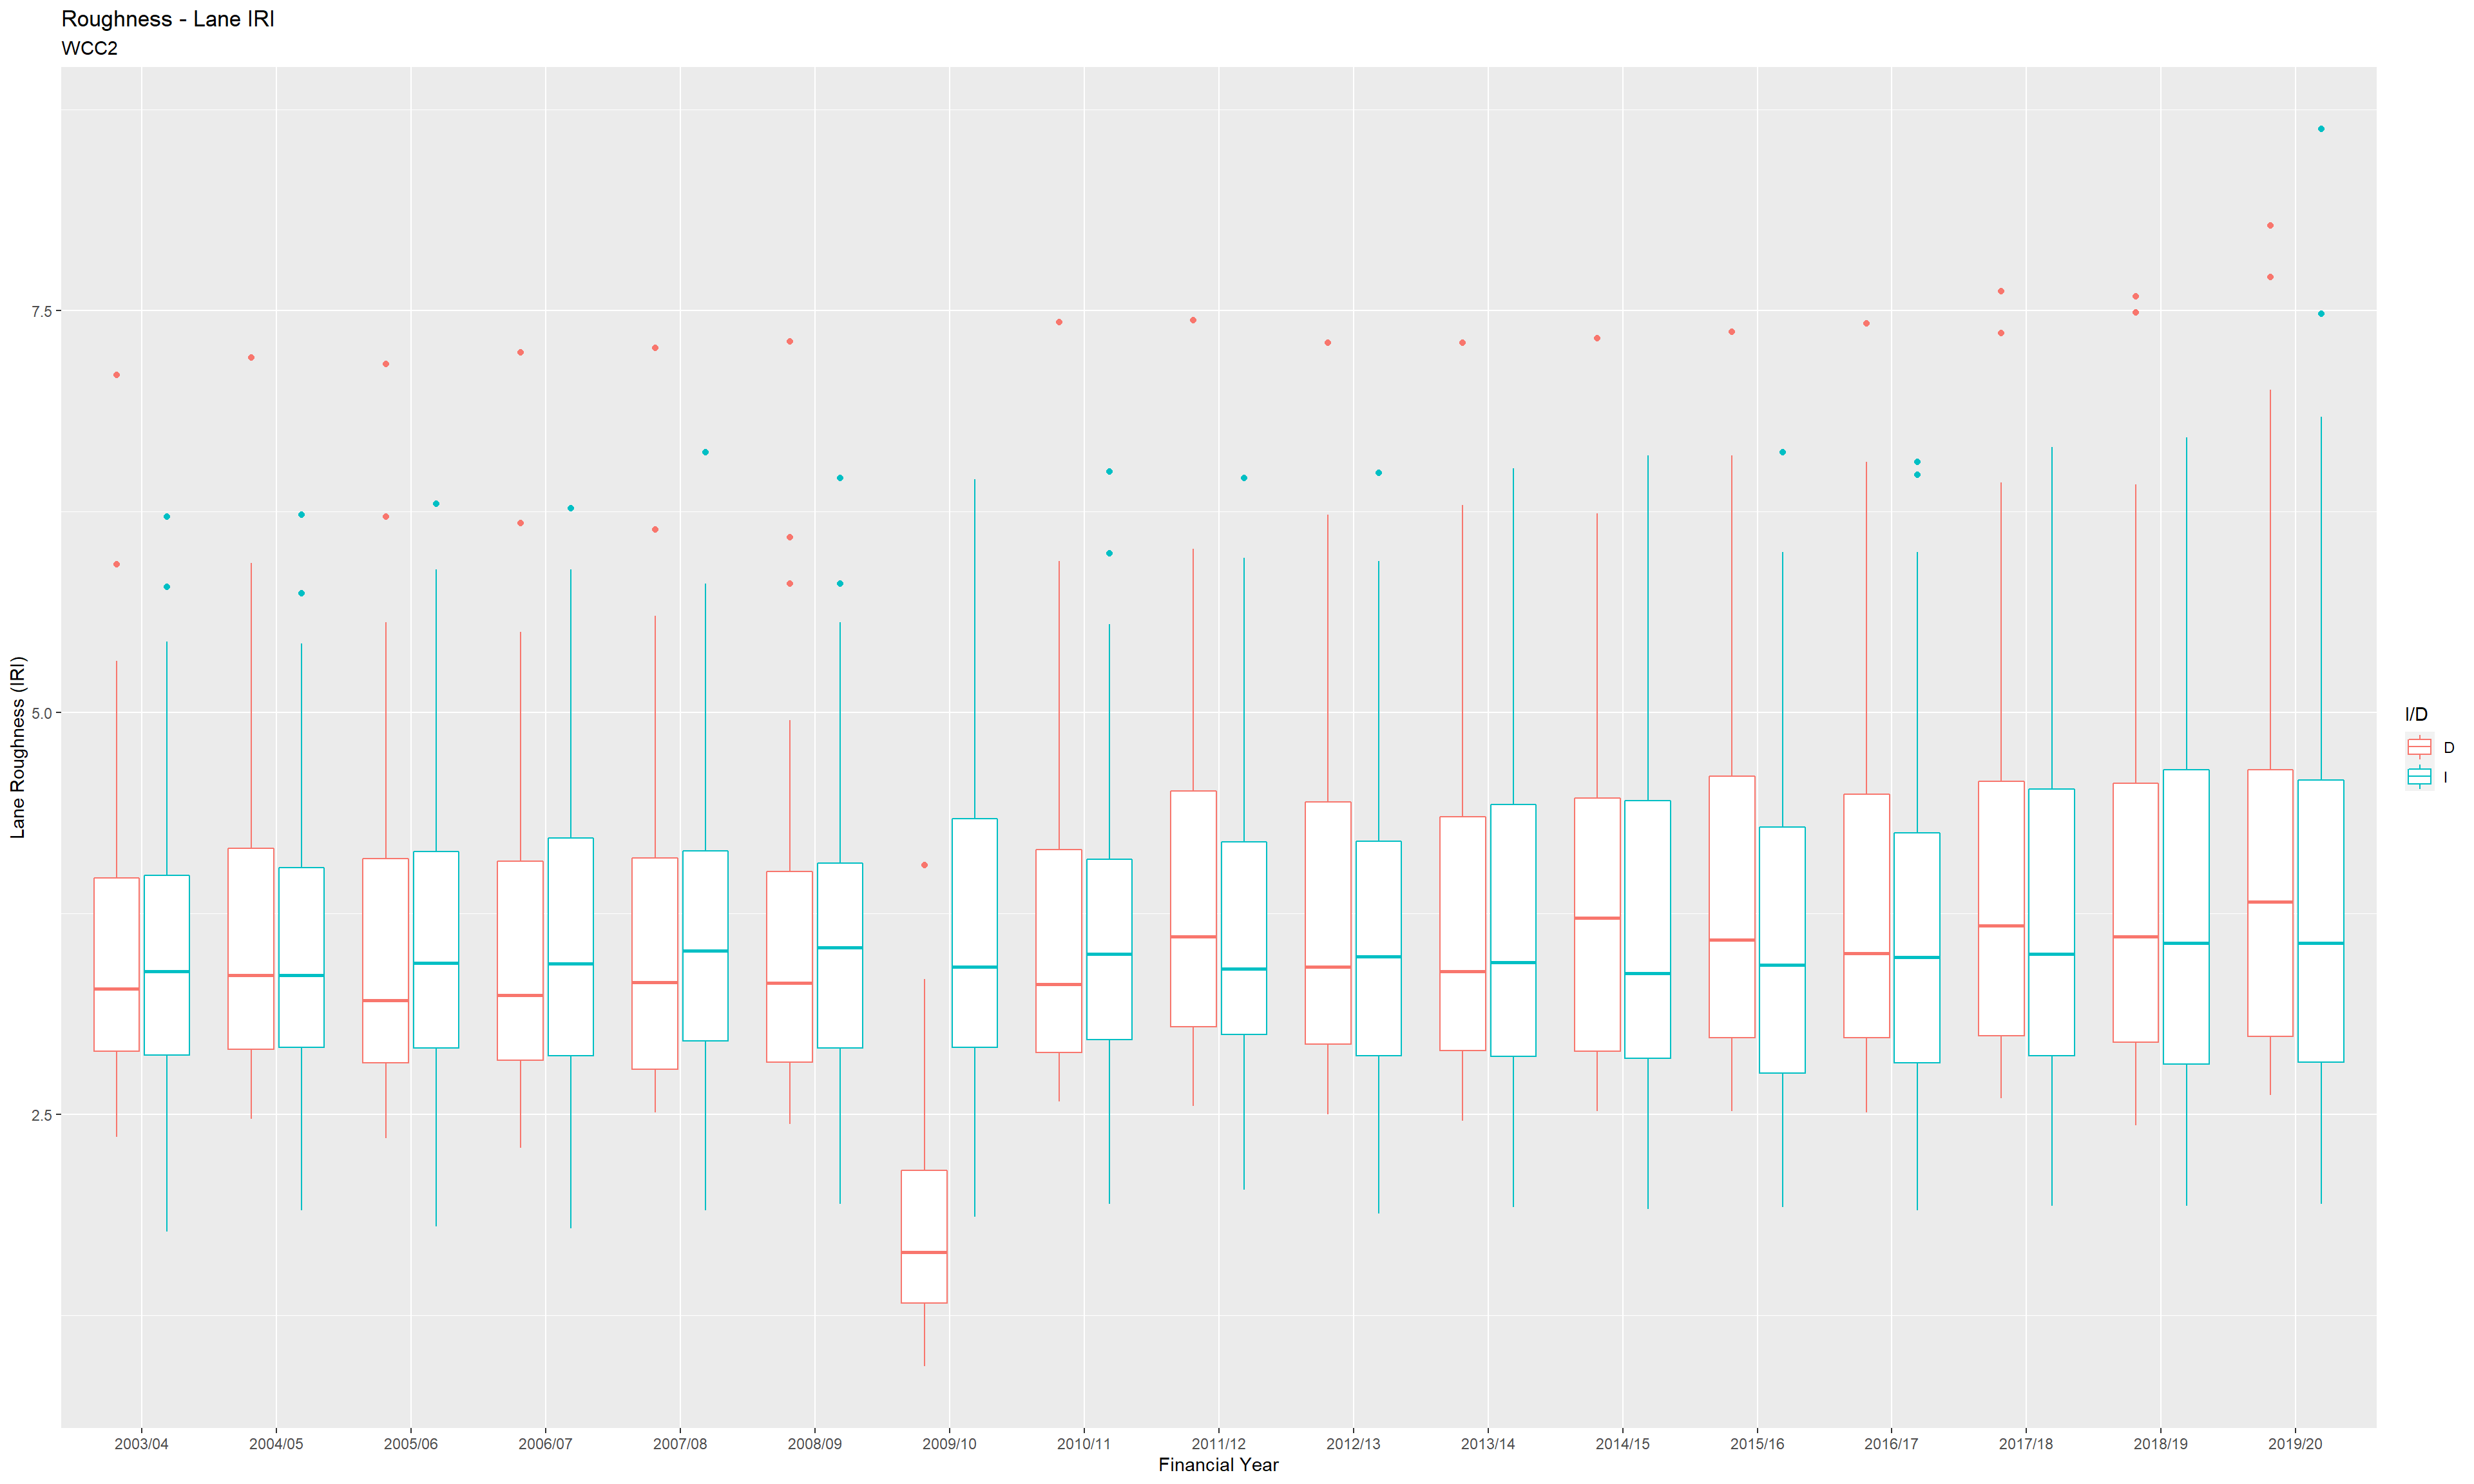 Roughness - Lane IRI
WCC2
Lane Roughness (IRI)
7.5
5.0
2.5
2003/04 2004/05 2005/06 2006/07 2007/08 2008/09 2009/10 2010/11 2011/12 2012/13 2013/14 2014/15 2015/16 2016/17 2017/18 2018/19 2019/20
Financial Year
I/D
D
I